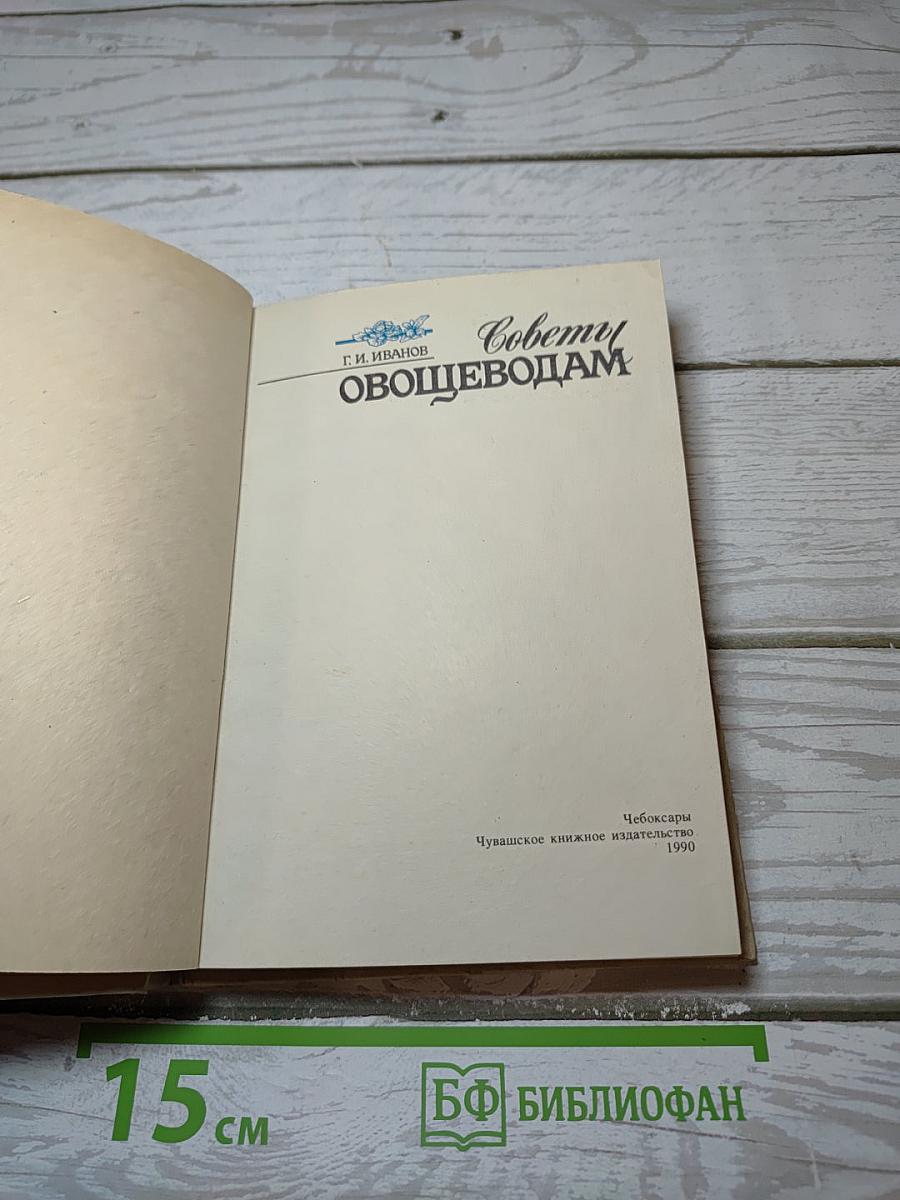 Г. И. ИВАНОВ
Советы
ОВОЩЕВОДАМ
Чебоксары
Чувашское книжное издательство
1990
15 см
БФ БИБЛИОФАН